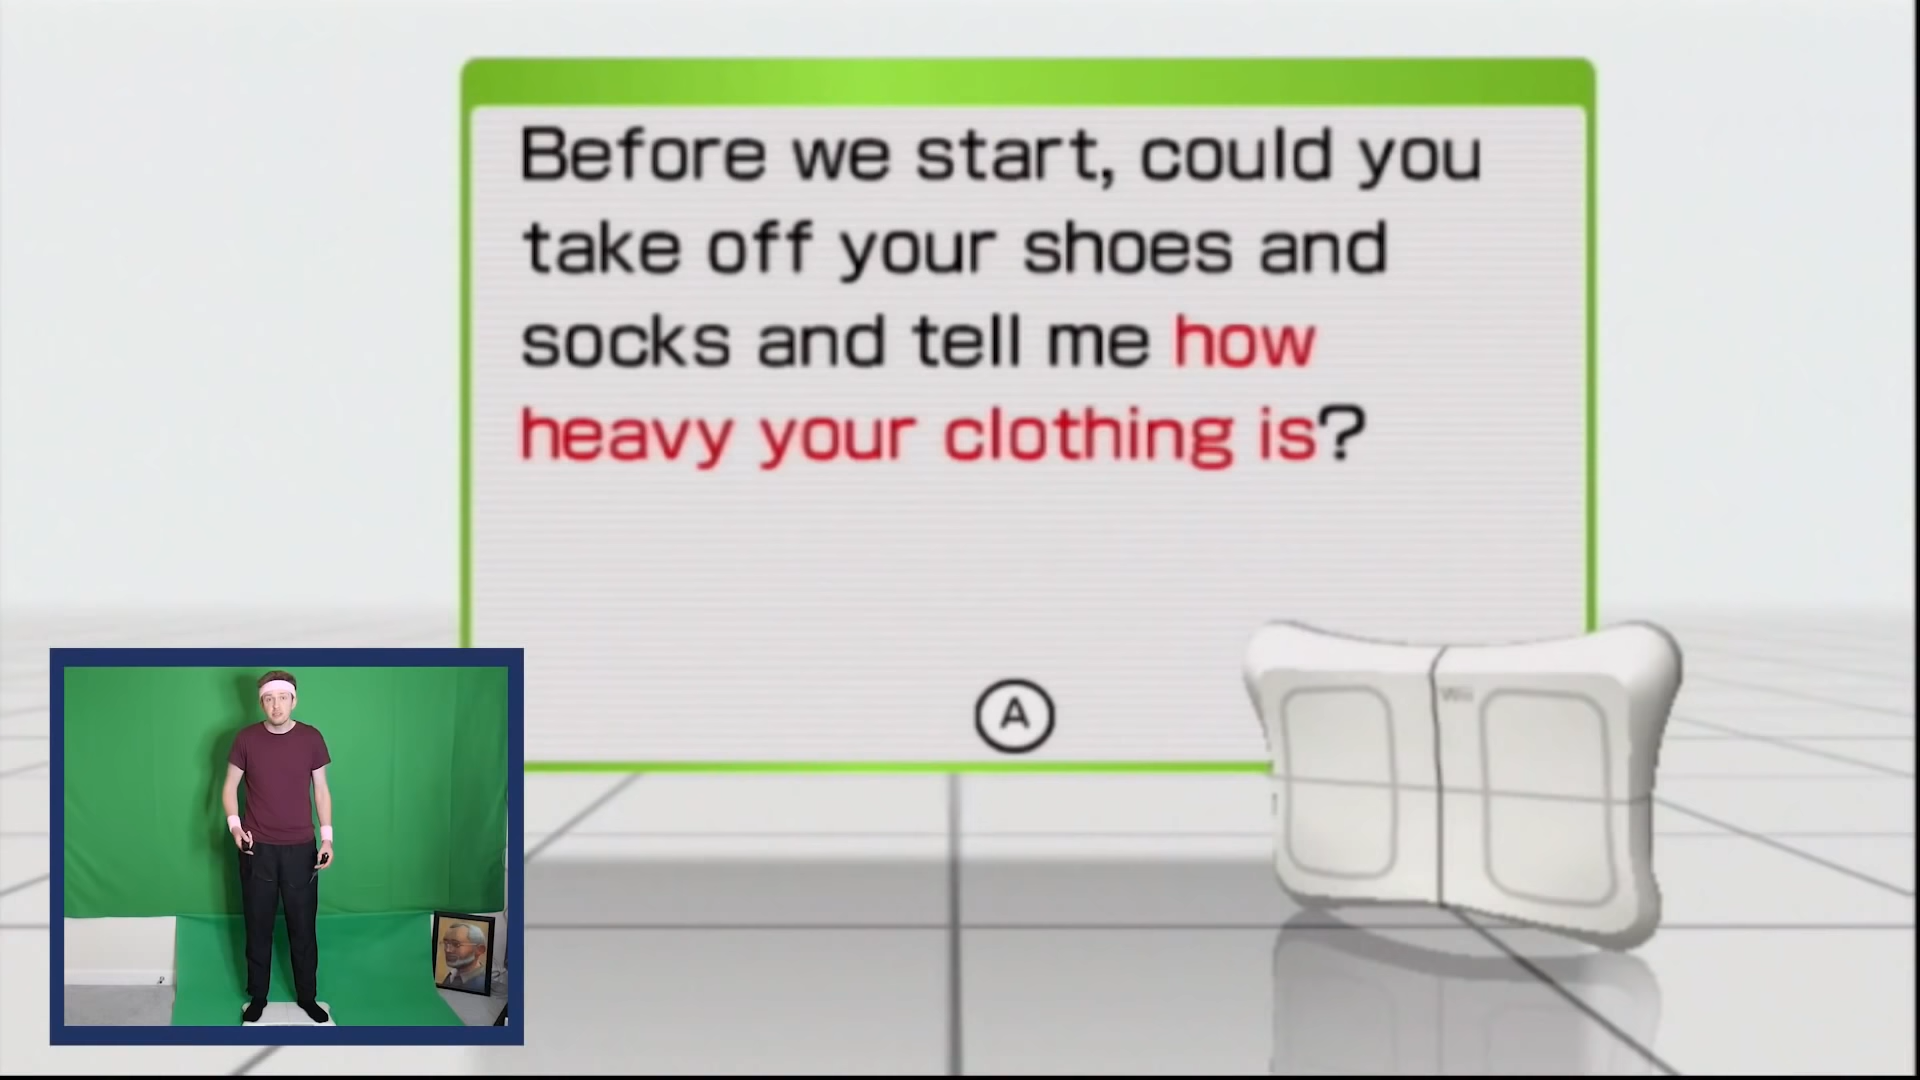 Before we start, could you
take off your shoes and
socks and tell me how
heavy your clothing is?
A
Wii